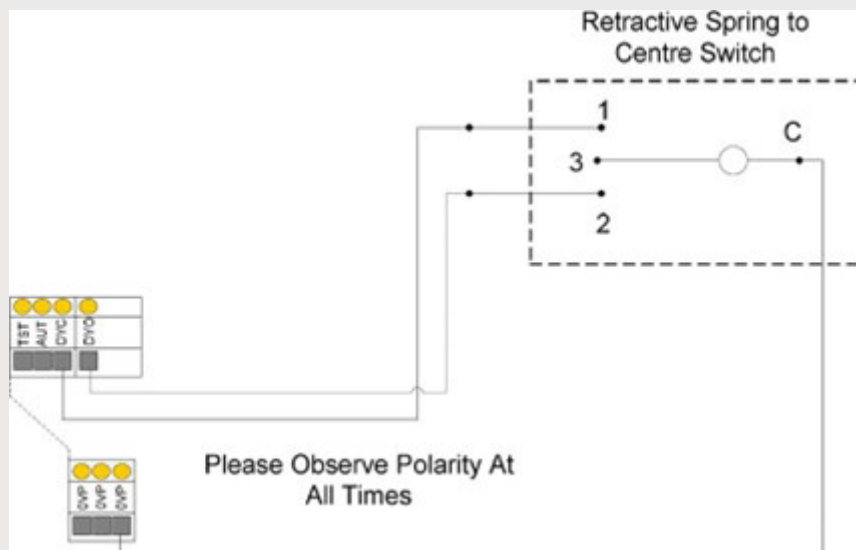 Retractive Spring to
Centre Switch
1
C
3
2
TST
AUT
DYC
DYO
Please Observe Polarity At
All Times
0VP
0VP
0VP